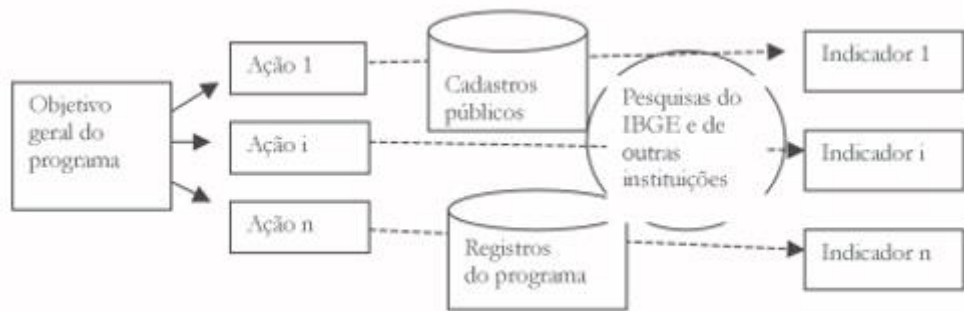 Objetivo
geral do
programa
Ação 1
Ação i
Ação n
Cadastros
públicos
Pesquisas do
IBGE e de
outras
instituições
Registros
do programa
Indicador 1
Indicador i
Indicador n